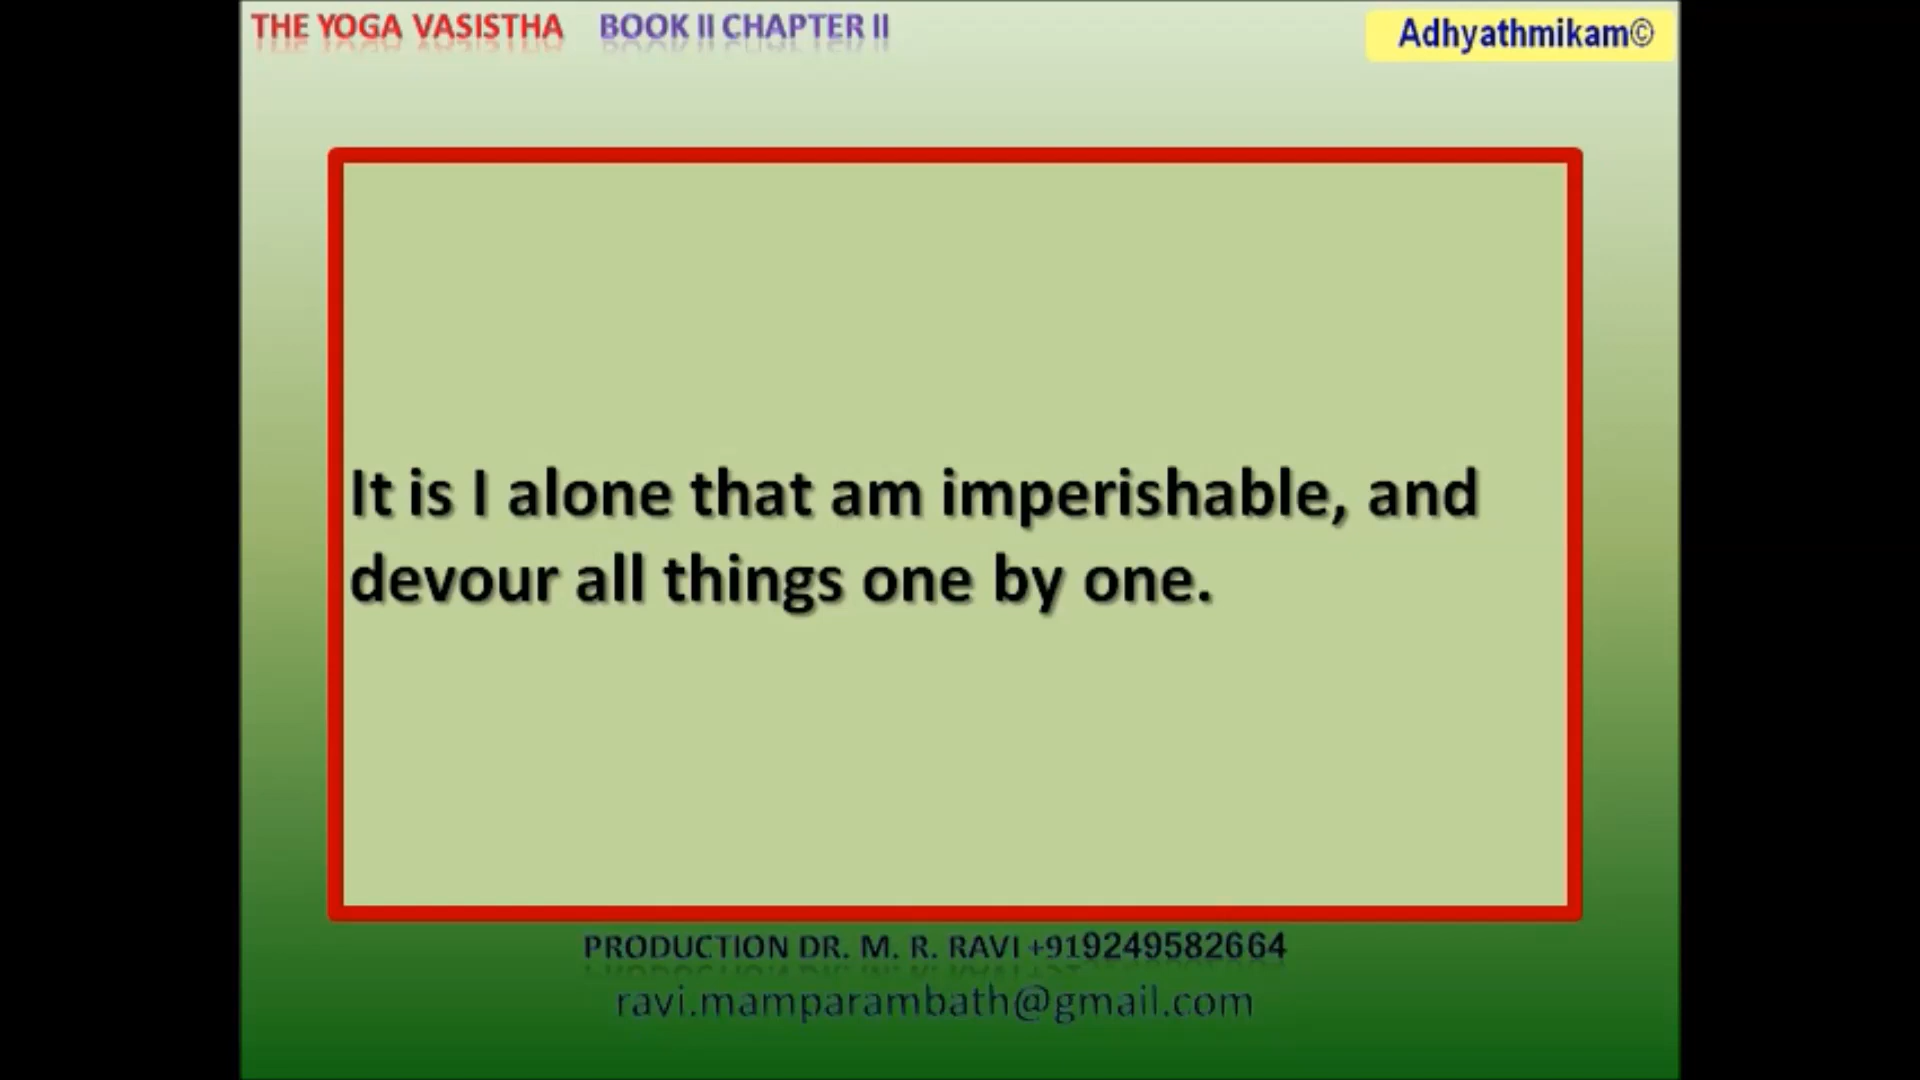 THE YOGA VASISTHA BOOK II CHAPTER II
Adhyathmikam©
It is I alone that am imperishable, and
devour all things one by one.
PRODUCTION DR. M. R. RAVI +919249582664
ravi.mamparambath@gmail.com